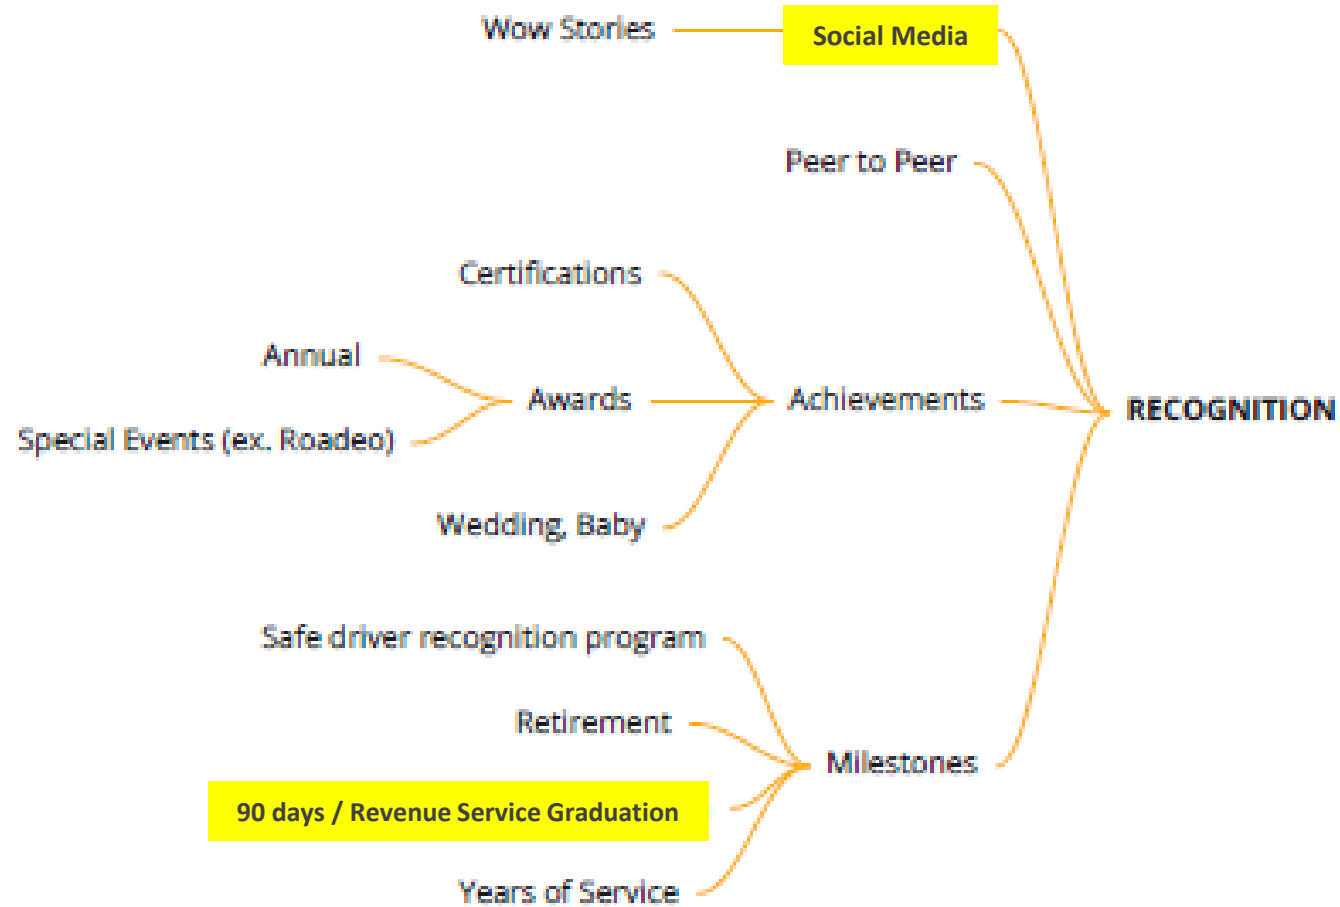 Wow Stories
Social Media
Peer to Peer
Certifications
Annual
Awards
Achievements
RECOGNITION
Special Events (ex. Roadeo)
Wedding, Baby
Safe driver recognition program
Retirement
Milestones
90 days / Revenue Service Graduation
Years of Service